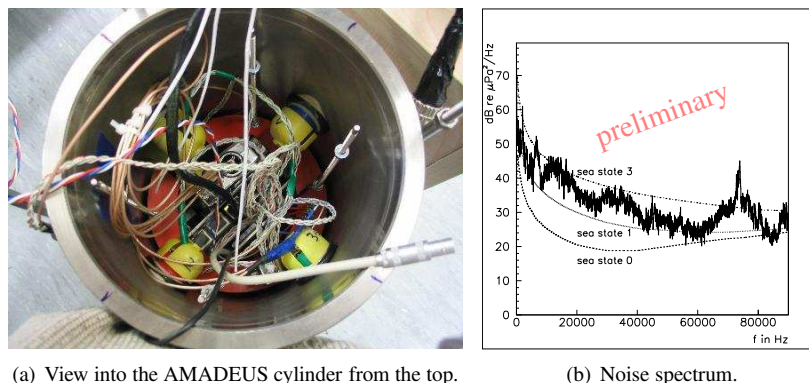 dB re μPa²/Hz
70
60
50
40
30
20
10
0
preliminary
sea state 3
sea state 1
sea state 0
0
20000
40000
60000
80000
f in Hz
(a) View into the AMADEUS cylinder from the top.
(b) Noise spectrum.